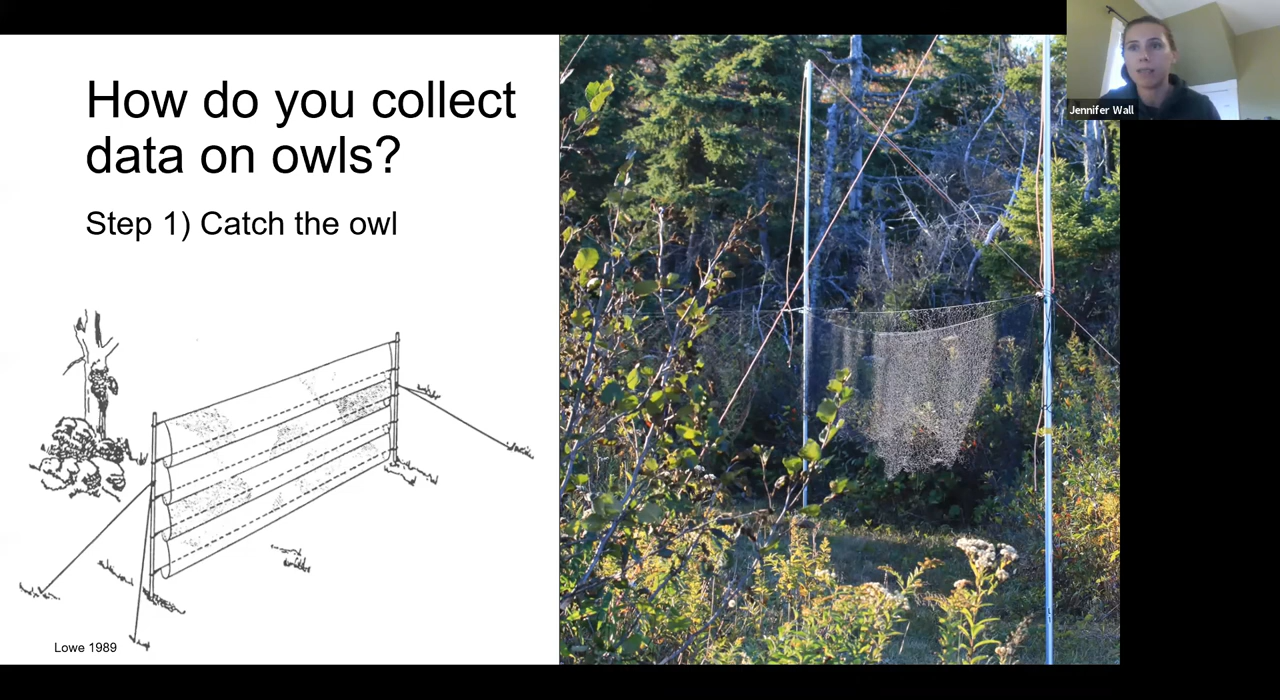 How do you collect
data on owls?
Step 1) Catch the owl
Lowe 1989
Jennifer Wall